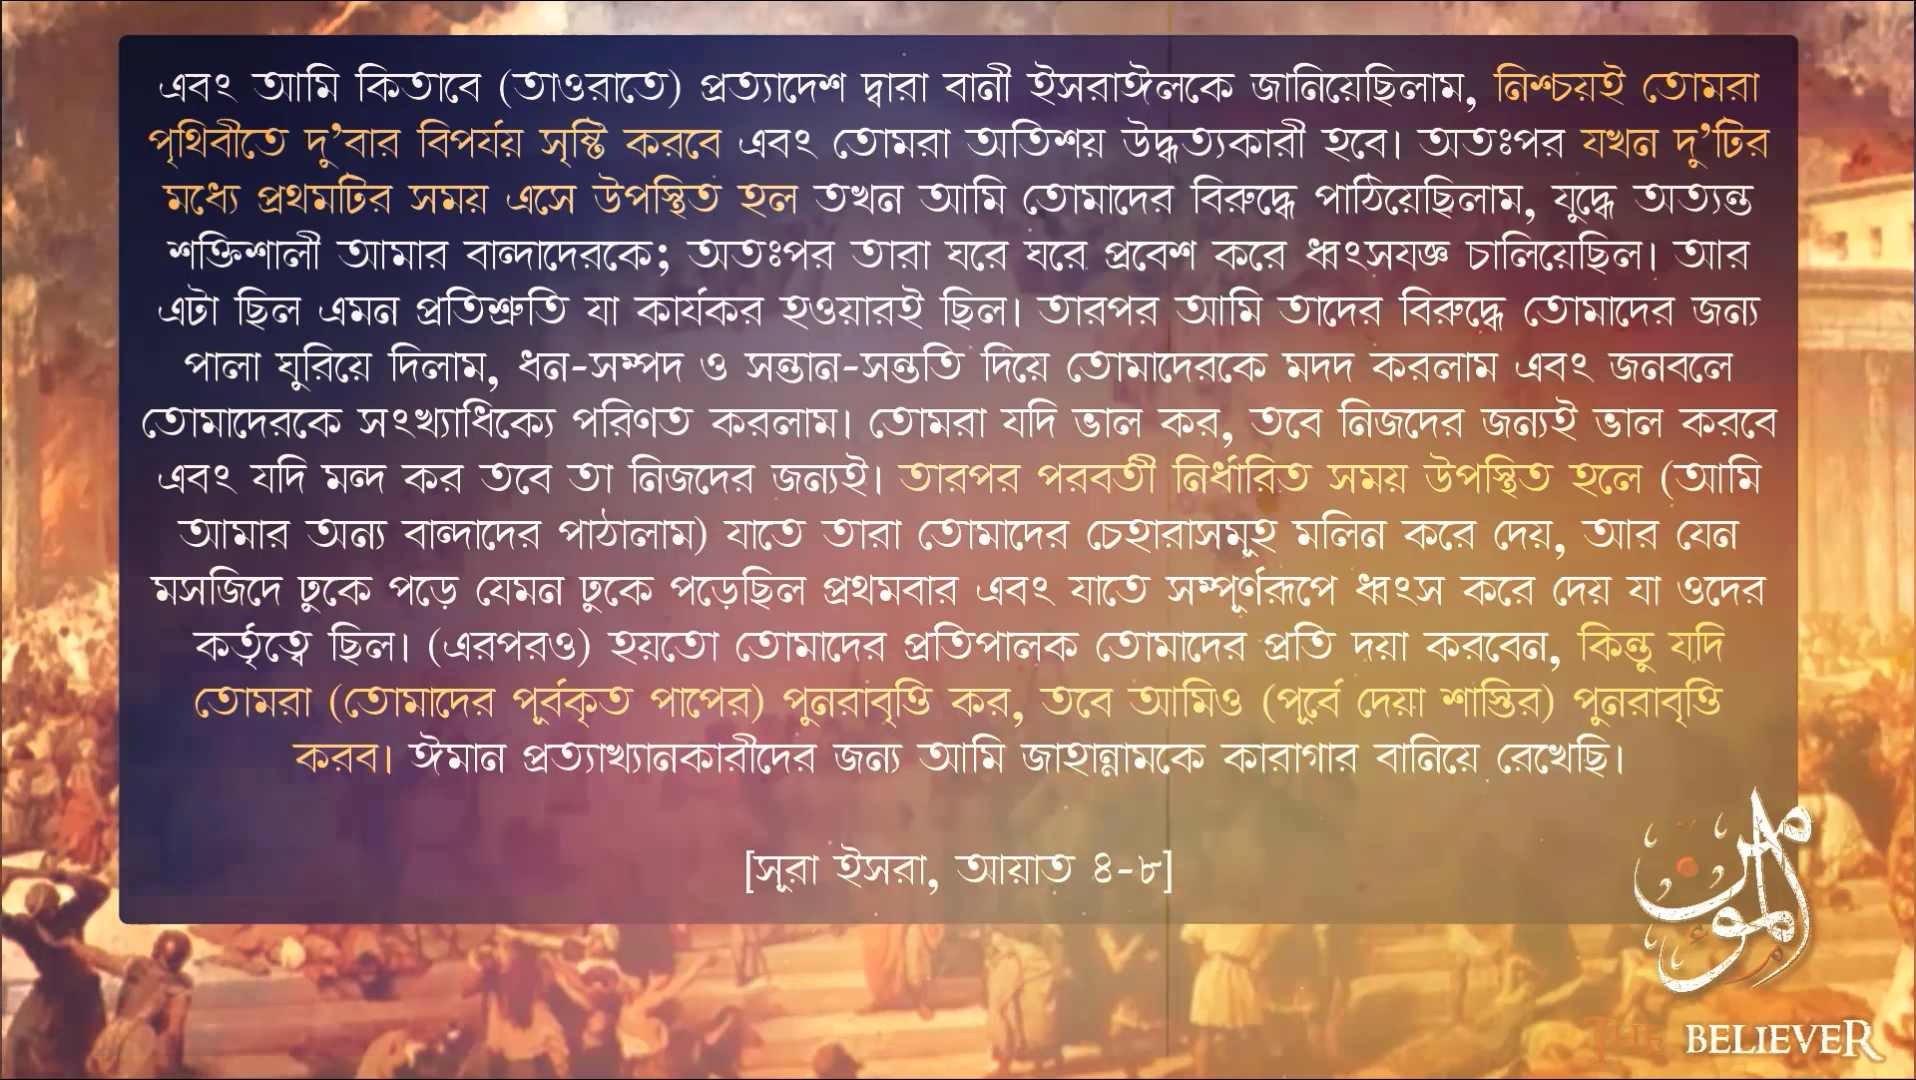 এবং আমি কিতাবে (তাওরাতে) প্রত্যাদেশ দ্বারা বানী ইসরাঈলকে জানিয়েছিলাম, নিশ্চয়ই তোমরা
পৃথিবীতে দু’বার বিপর্যয় সৃষ্টি করবে এবং তোমরা অতিশয় উদ্ধত্যকারী হবে। অতঃপর যখন দু’টির
মধ্যে প্রথমটির সময় এসে উপস্থিত হল তখন আমি তোমাদের বিরুদ্ধে পাঠিয়েছিলাম, যুদ্ধে অত্যন্ত
শক্তিশালী আমার বান্দাদেরকে; অতঃপর তারা ঘরে ঘরে প্রবেশ করে ধ্বংসযজ্ঞ চালিয়েছিল। আর
এটা ছিল এমন প্রতিশ্রুতি যা কার্যকর হওয়ারই ছিল। তারপর আমি তাদের বিরুদ্ধে তোমাদের জন্য
পালা ঘুরিয়ে দিলাম, ধন-সম্পদ ও সন্তান-সন্ততি দিয়ে তোমাদেরকে মদদ করলাম এবং জনবলে
তোমাদেরকে সংখ্যাধিক্যে পরিণত করলাম। তোমরা যদি ভাল কর, তবে নিজদের জন্যই ভাল করবে
এবং যদি মন্দ কর তবে তা নিজদের জন্যই। তারপর পরবর্তী নির্ধারিত সময় উপস্থিত হলে (আমি
আমার অন্য বান্দাদের পাঠালাম) যাতে তারা তোমাদের চেহারাসমূহ মলিন করে দেয়, আর যেন
মসজিদে ঢুকে পড়ে যেমন ঢুকে পড়েছিল প্রথমবার এবং যাতে সম্পূর্ণরূপে ধ্বংস করে দেয় যা ওদের
কর্তৃত্বে ছিল। (এরপরও) হয়তো তোমাদের প্রতিপালক তোমাদের প্রতি দয়া করবেন, কিন্তু যদি
তোমরা (তোমাদের পূর্বকৃত পাপের) পুনরাবৃত্তি কর, তবে আমিও (পূর্বে দেয়া শাস্তির) পুনরাবৃত্তি
করব। ঈমান প্রত্যাখ্যানকারীদের জন্য আমি জাহান্নামকে কারাগার বানিয়ে রেখেছি।
[সূরা ইসরা, আয়াত ৪-৮]
المؤمن
THE BELIEVER